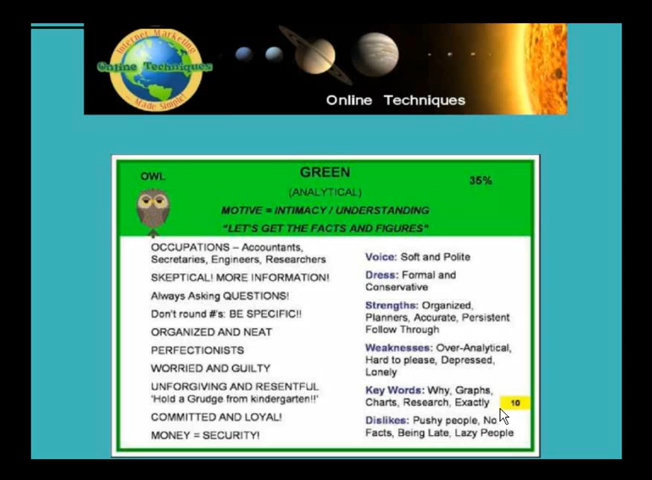 Internet Marketing
Online Techniques
Made Simple!
Online Techniques
OWL
GREEN
35%
(ANALYTICAL)
MOTIVE = INTIMACY / UNDERSTANDING
"LET'S GET THE FACTS AND FIGURES"
OCCUPATIONS – Accountants,
Secretaries, Engineers, Researchers
SKEPTICAL! MORE INFORMATION!
Always Asking QUESTIONS!
Don't round #'s: BE SPECIFIC!!
ORGANIZED AND NEAT
PERFECTIONISTS
WORRIED AND GUILTY
UNFORGIVING AND RESENTFUL
'Hold a Grudge from kindergarten!!'
COMMITTED AND LOYAL!
MONEY = SECURITY!
Voice: Soft and Polite
Dress: Formal and
Conservative
Strengths: Organized,
Planners, Accurate, Persistent
Follow Through
Weaknesses: Over-Analytical,
Hard to please, Depressed,
Lonely
Key Words: Why, Graphs,
Charts, Research, Exactly
10
Dislikes: Pushy people, No
Facts, Being Late, Lazy People